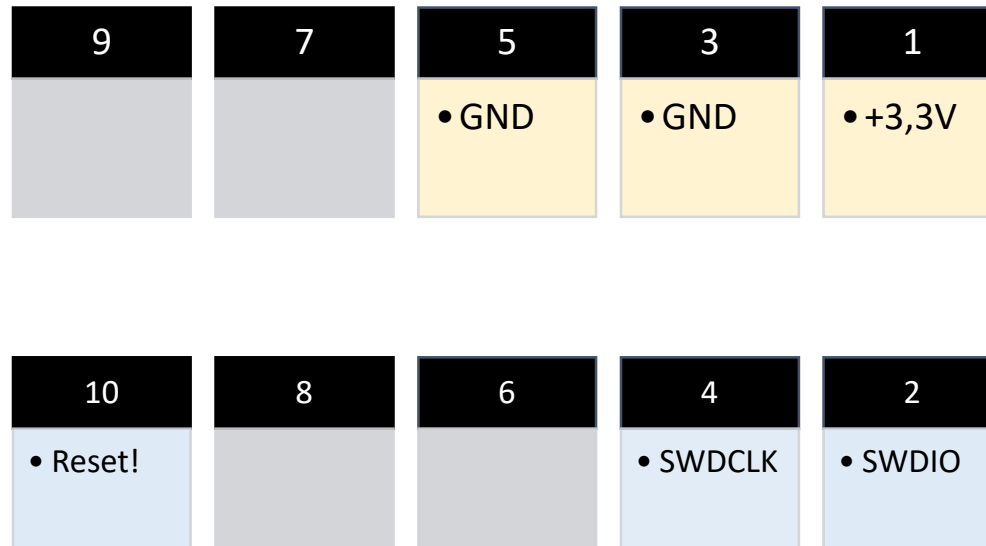 9 7 5 3 1
• GND • GND • +3,3V
10 8 6 4 2
• Reset! • SWDCLK • SWDIO